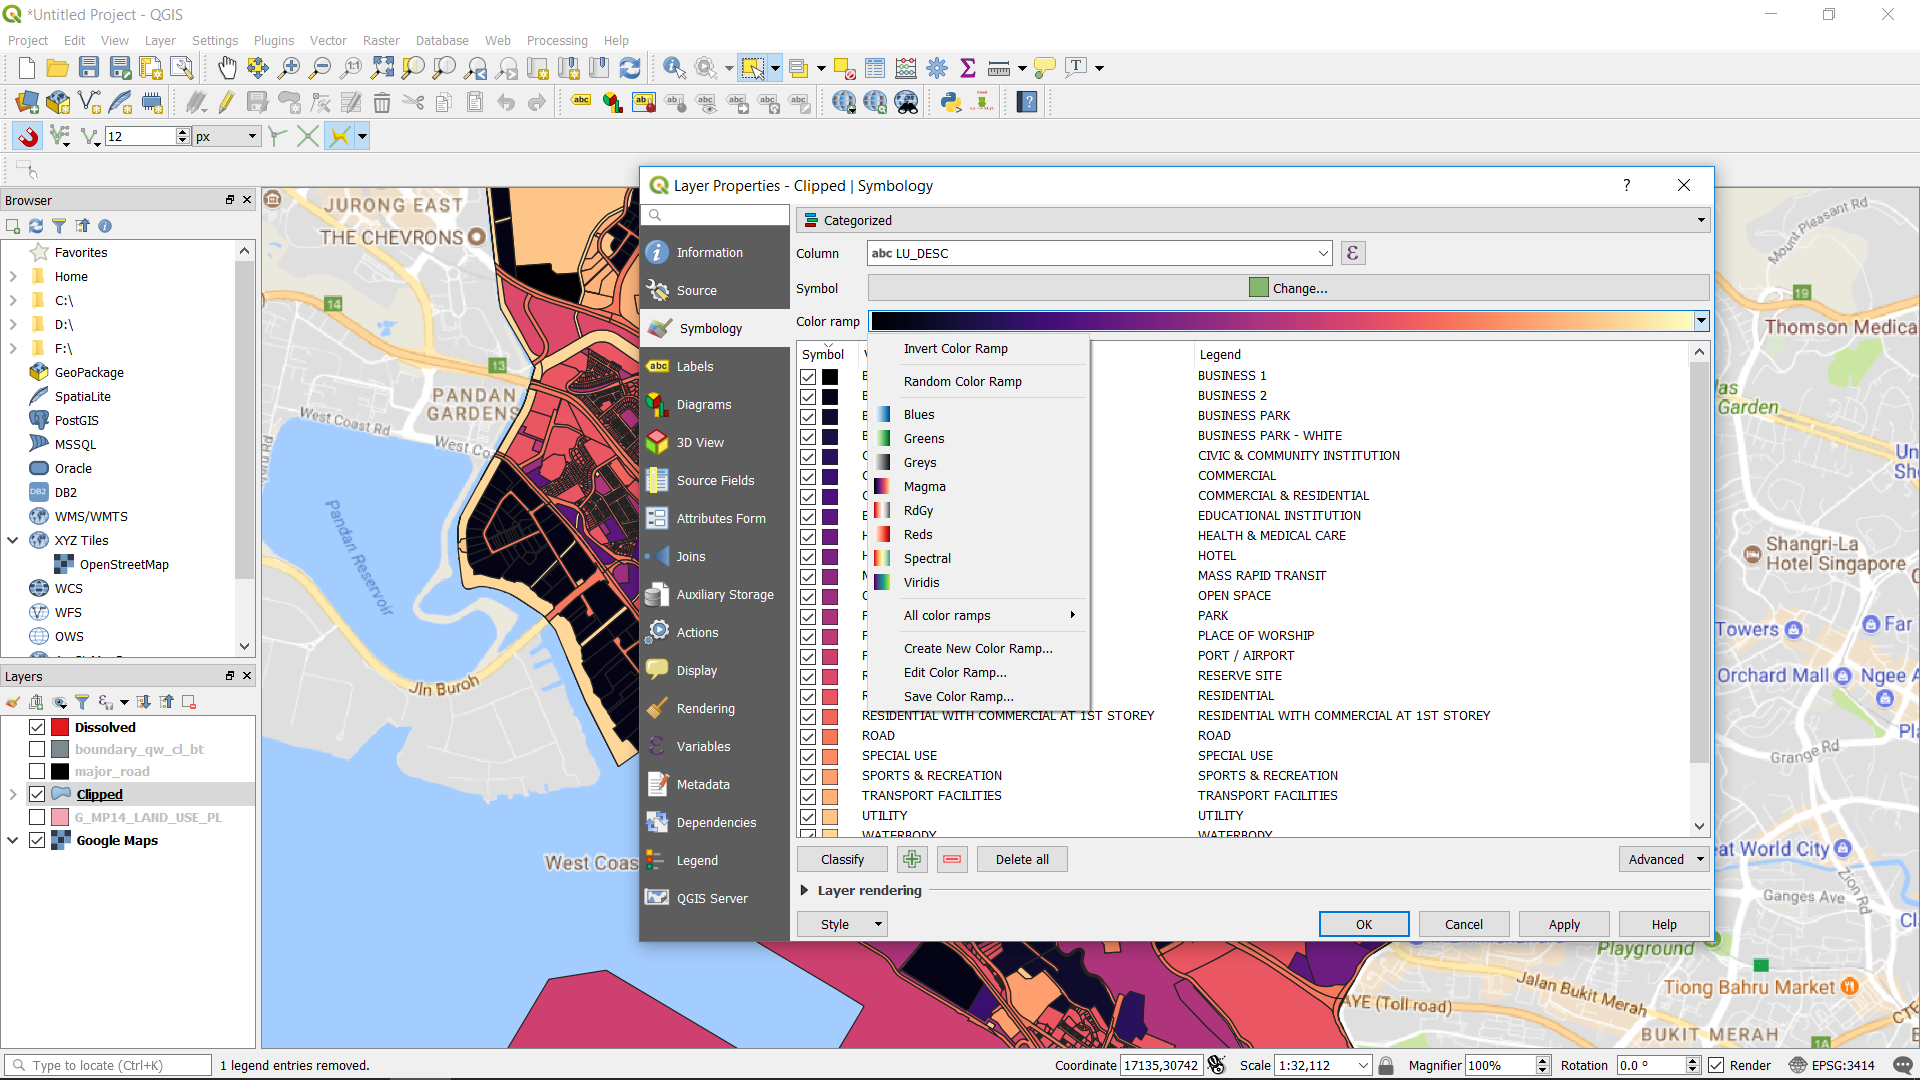 *Untitled Project - QGIS
Project Edit View Layer Settings Plugins Vector Raster Database Web Processing Help
12 px
Browser
Favorites
Home
C:\
D:\
F:\
GeoPackage
SpatiaLite
PostGIS
MSSQL
Oracle
DB2
WMS/WMTS
XYZ Tiles
OpenStreetMap
WCS
WFS
OWS
Layers
Dissolved
boundary_qw_cl_bt
major_road
Clipped
G_MP14_LAND_USE_PL
Google Maps
JURONG EAST
THE CHEVRONS
14
13
PANDAN
GARDENS
West Coast Rd
West Co
Pandan Reservoir
Jln Buroh
West Coas
Layer Properties - Clipped | Symbology
?
Information
Source
Symbology
Labels
Diagrams
3D View
Source Fields
Attributes Form
Joins
Auxiliary Storage
Actions
Display
Rendering
Variables
Metadata
Dependencies
Legend
QGIS Server
Categorized
Column abc LU_DESC ε
Symbol Change...
Color ramp
Invert Color Ramp
Random Color Ramp
Blues
Greens
Greys
Magma
RdGy
Reds
Spectral
Viridis
All color ramps
Create New Color Ramp...
Edit Color Ramp...
Save Color Ramp...
Symbol Legend
BUSINESS 1
BUSINESS 2
BUSINESS PARK
BUSINESS PARK - WHITE
CIVIC & COMMUNITY INSTITUTION
COMMERCIAL
COMMERCIAL & RESIDENTIAL
EDUCATIONAL INSTITUTION
HEALTH & MEDICAL CARE
HOTEL
MASS RAPID TRANSIT
OPEN SPACE
PARK
PLACE OF WORSHIP
PORT / AIRPORT
RESERVE SITE
RESIDENTIAL
RESIDENTIAL WITH COMMERCIAL AT 1ST STOREY RESIDENTIAL WITH COMMERCIAL AT 1ST STOREY
ROAD ROAD
SPECIAL USE SPECIAL USE
SPORTS & RECREATION SPORTS & RECREATION
TRANSPORT FACILITIES TRANSPORT FACILITIES
UTILITY UTILITY
WATERBODY WATERBODY
Classify Delete all Advanced
Layer rendering
Style OK Cancel Apply Help
Mount Pleasant Rd
19
Thomson Medica
las
Garden
Un
She
Shangri-La
Hotel Singapore
Towers
Far
Orchard Mall
Ngee A
Pla
Grange Rd
eat World City
Zion Rd
Ganges Ave
Playground
Jalan Bukit Merah
AYE (Toll road)
Tiong Bahru Market
BUKIT MERAH
1A
CTE
Type to locate (Ctrl+K) 1 legend entries removed. Coordinate 17135,30742 Scale 1:32,112 Magnifier 100% Rotation 0.0 ° Render EPSG:3414